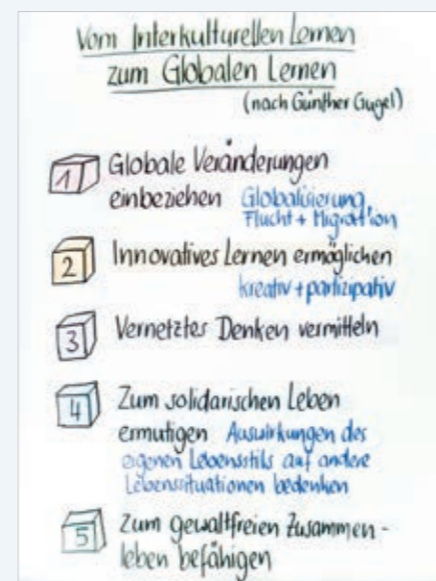 Vom Interkulturellen Lernen
zum Globalen Lernen
(nach Günther Gugel)
1 Globale Veränderungen
einbeziehen Globalisierung,
Flucht + Migration
2 Innovatives Lernen ermöglichen
kreativ + partizipativ
3 Vernetztes Denken vermitteln
4 Zum solidarischen Leben
ermutigen Auswirkungen des
eigenen Lebensstils auf andere
Lebenssituationen bedenken
5 Zum gewaltfreien Zusammen-
leben befähigen